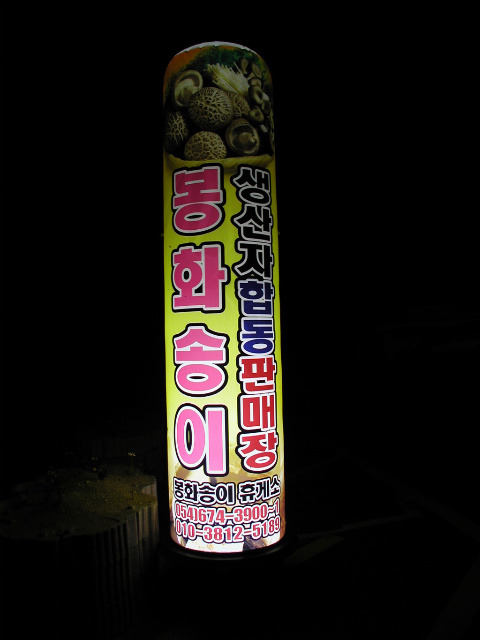 봉화송이
생산자합동판매장
봉화송이 휴게소
054)674-3900~1
010-3812-5189